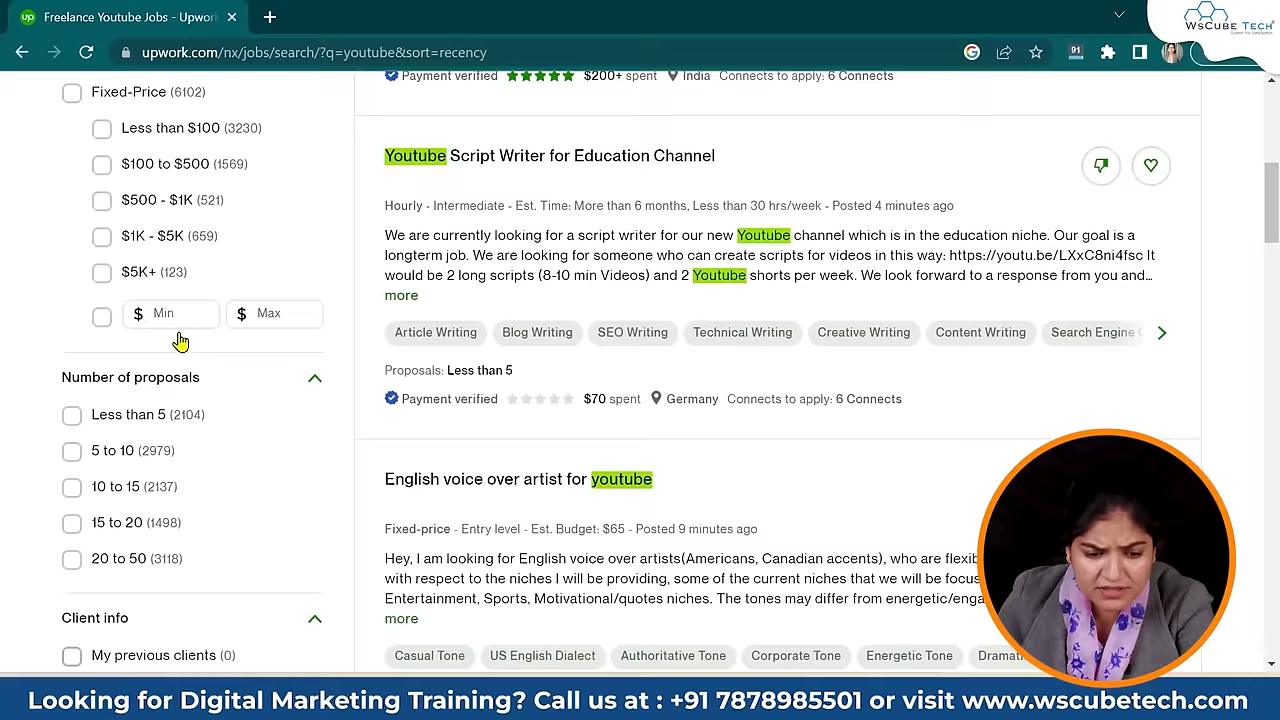 Freelance Youtube Jobs - Upwork
WSCUBE TECH
upwork.com/nx/jobs/search/?q=youtube&sort=recency
91
Fixed-Price (6102)
Less than $100 (3230)
$100 to $500 (1569)
$500 - $1K (521)
$1K - $5K (659)
$5K+ (123)
$ Min $ Max
Number of proposals
Less than 5 (2104)
5 to 10 (2979)
10 to 15 (2137)
15 to 20 (1498)
20 to 50 (3118)
Client info
My previous clients (0)
Payment verified $200+ spent India Connects to apply: 6 Connects
Youtube Script Writer for Education Channel
Hourly - Intermediate - Est. Time: More than 6 months, Less than 30 hrs/week - Posted 4 minutes ago
We are currently looking for a script writer for our new Youtube channel which is in the education niche. Our goal is a
longterm job. We are looking for someone who can create scripts for videos in this way: https://youtu.be/LXxC8ni4fsc It
would be 2 long scripts (8-10 min Videos) and 2 Youtube shorts per week. We look forward to a response from you and...
more
Article Writing Blog Writing SEO Writing Technical Writing Creative Writing Content Writing Search Engine
Proposals: Less than 5
Payment verified $70 spent Germany Connects to apply: 6 Connects
English voice over artist for youtube
Fixed-price - Entry level - Est. Budget: $65 - Posted 9 minutes ago
Hey, I am looking for English voice over artists(Americans, Canadian accents), who are flexib
with respect to the niches I will be providing, some of the current niches that we will be focus
Entertainment, Sports, Motivational/quotes niches. The tones may differ from energetic/enga
more
Casual Tone US English Dialect Authoritative Tone Corporate Tone Energetic Tone Dramat
Looking for Digital Marketing Training? Call us at : +91 7878985501 or visit www.wscubetech.com